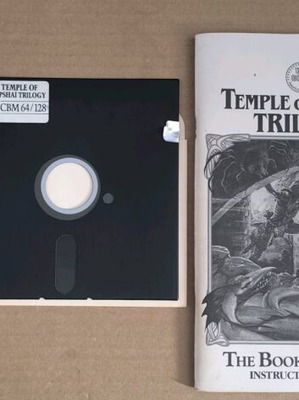 TEMPLE OF
PSHAI TRILOGY
CBM 64/128
TEMPLE O
TRIL
THE BOOK
INSTRUCT